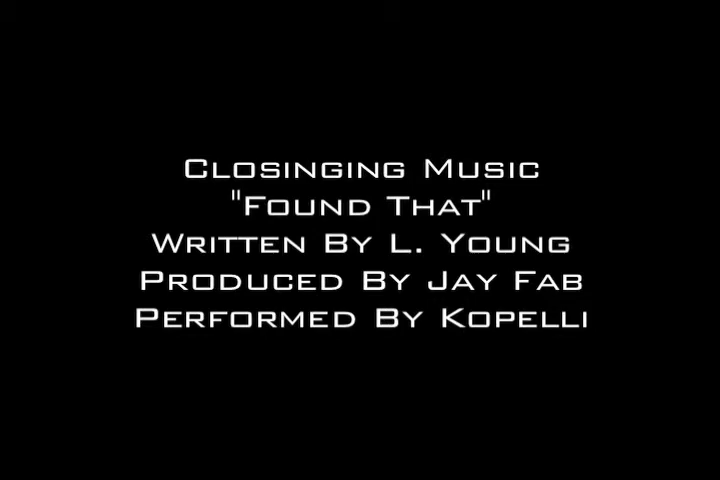 Closinging Music
"Found That"
Written By L. Young
Produced By Jay Fab
Performed By Kopelli